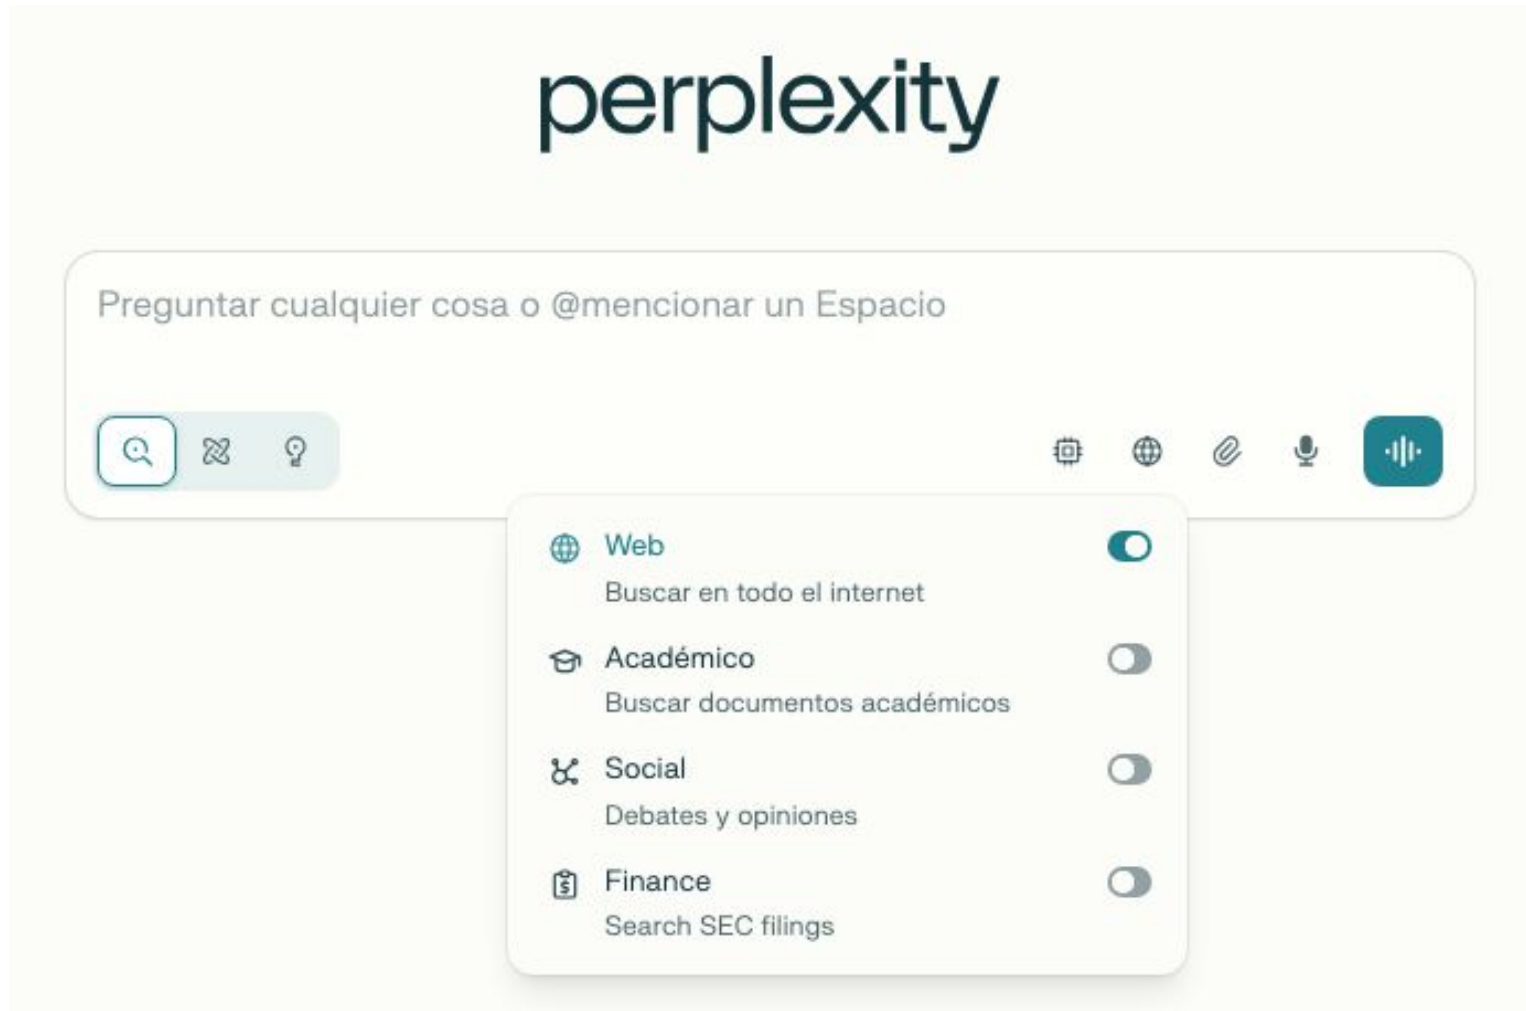 perplexity
Preguntar cualquier cosa o @mencionar un Espacio
Web
Buscar en todo el internet
Académico
Buscar documentos académicos
Social
Debates y opiniones
Finance
Search SEC filings